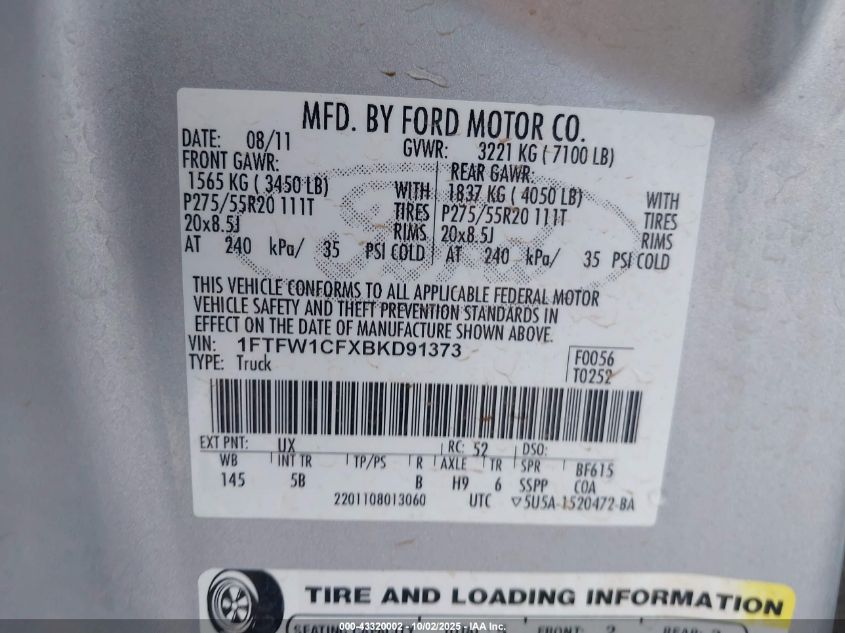 MFD. BY FORD MOTOR CO.
DATE: 08/11 GVWR: 3221 KG ( 7100 LB)
FRONT GAWR: REAR GAWR:
1565 KG ( 3450 LB) WITH 1837 KG ( 4050 LB) WITH
P275/55R20 111T TIRES P275/55R20 111T TIRES
20x8.5J RIMS 20x8.5J RIMS
AT 240 kPa/ 35 PSI COLD AT 240 kPa/ 35 PSI COLD
THIS VEHICLE CONFORMS TO ALL APPLICABLE FEDERAL MOTOR
VEHICLE SAFETY AND THEFT PREVENTION STANDARDS IN
EFFECT ON THE DATE OF MANUFACTURE SHOWN ABOVE.
VIN: 1FTFW1CFXBKD91373 F0056
TYPE: Truck T0252
EXT PNT: UX RC: 52 DSO:
WB INT TR TP/PS R AXLE TR SPR BF615
145 5B B H9 6 SSPP COA
2201108013060 UTC ▽5U5A-1520472-BA
TIRE AND LOADING INFORMATION
000-43320002 - 10/02/2025 - IAAI Inc.